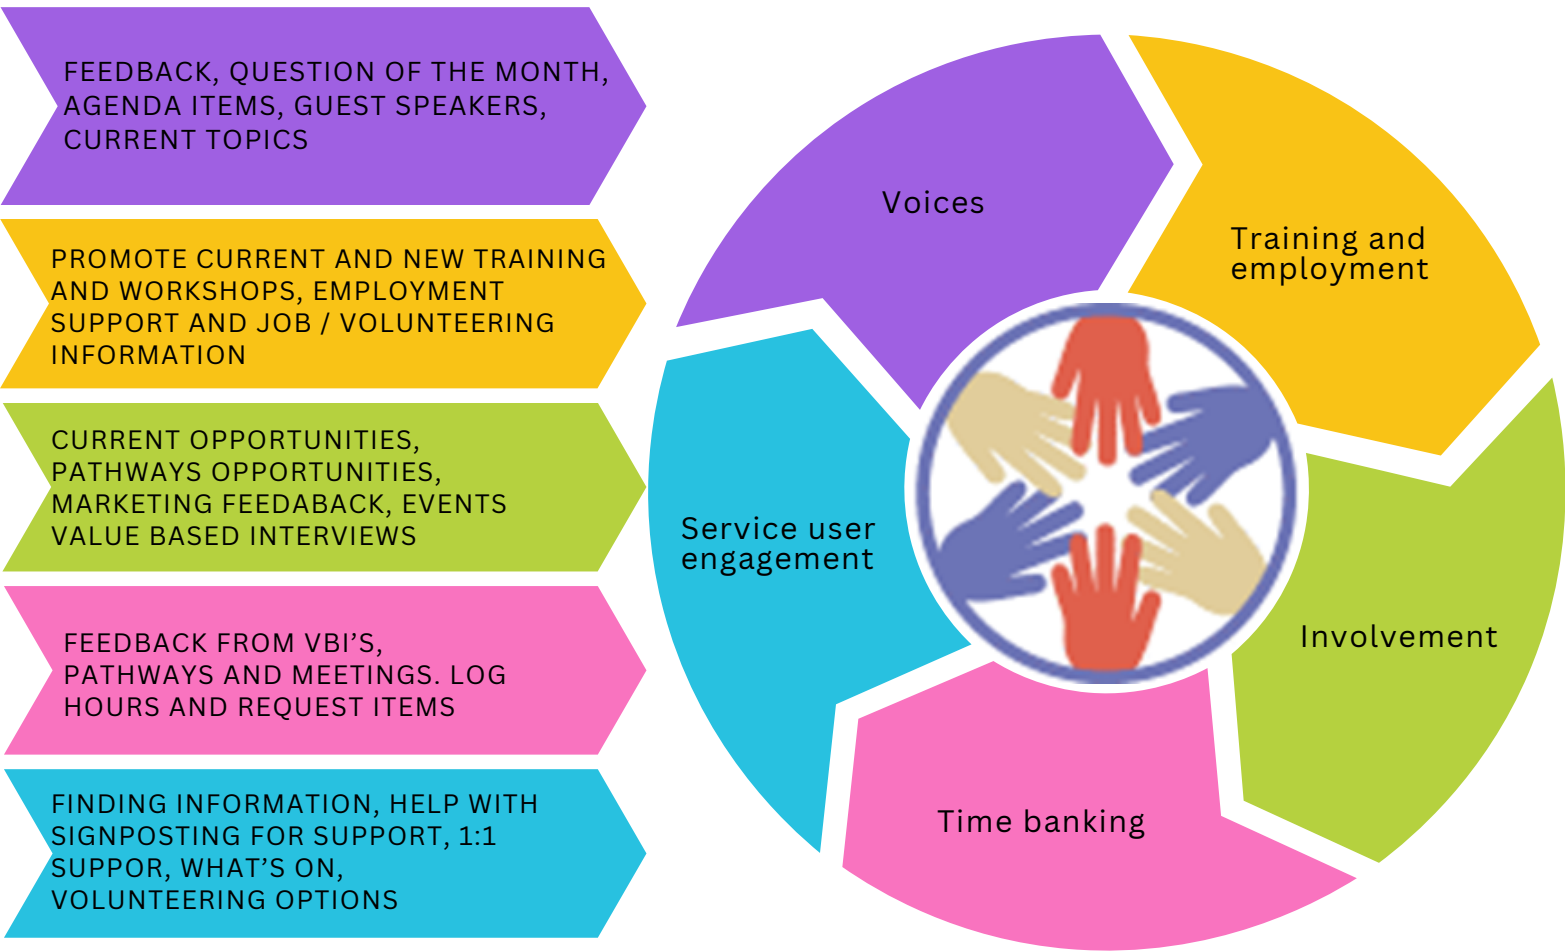 FEEDBACK, QUESTION OF THE MONTH,
AGENDA ITEMS, GUEST SPEAKERS,
CURRENT TOPICS
PROMOTE CURRENT AND NEW TRAINING
AND WORKSHOPS, EMPLOYMENT
SUPPORT AND JOB / VOLUNTEERING
INFORMATION
CURRENT OPPORTUNITIES,
PATHWAYS OPPORTUNITIES,
MARKETING FEEDABACK, EVENTS
VALUE BASED INTERVIEWS
FEEDBACK FROM VBI’S,
PATHWAYS AND MEETINGS. LOG
HOURS AND REQUEST ITEMS
FINDING INFORMATION, HELP WITH
SIGNPOSTING FOR SUPPORT, 1:1
SUPPOR, WHAT’S ON,
VOLUNTEERING OPTIONS
Voices
Training and
employment
Service user
engagement
Involvement
Time banking